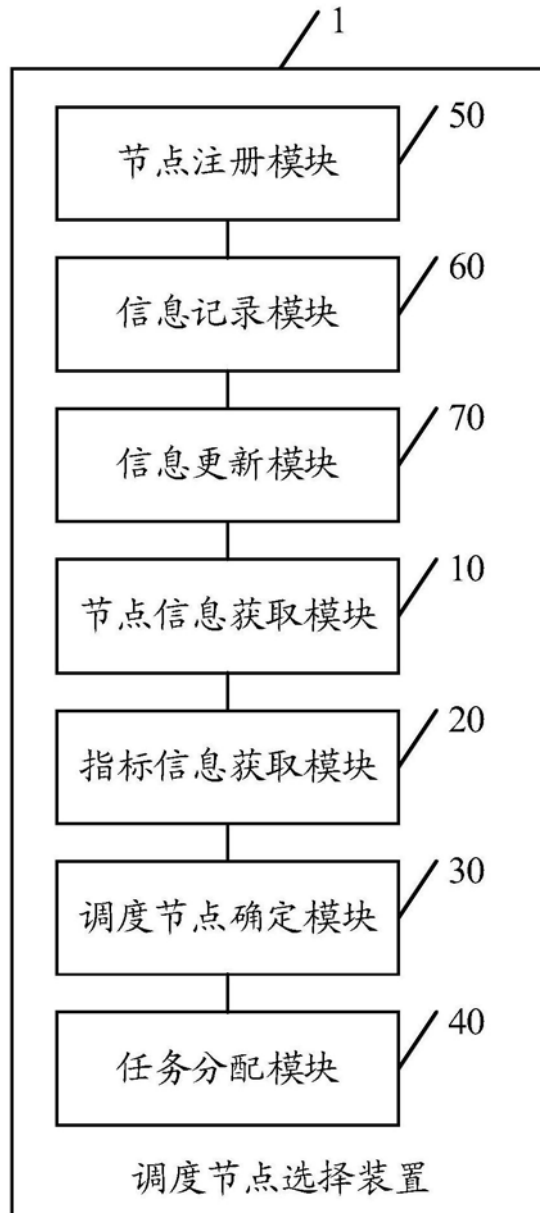 1
50
节点注册模块
60
信息记录模块
70
信息更新模块
10
节点信息获取模块
20
指标信息获取模块
30
调度节点确定模块
40
任务分配模块
调度节点选择装置